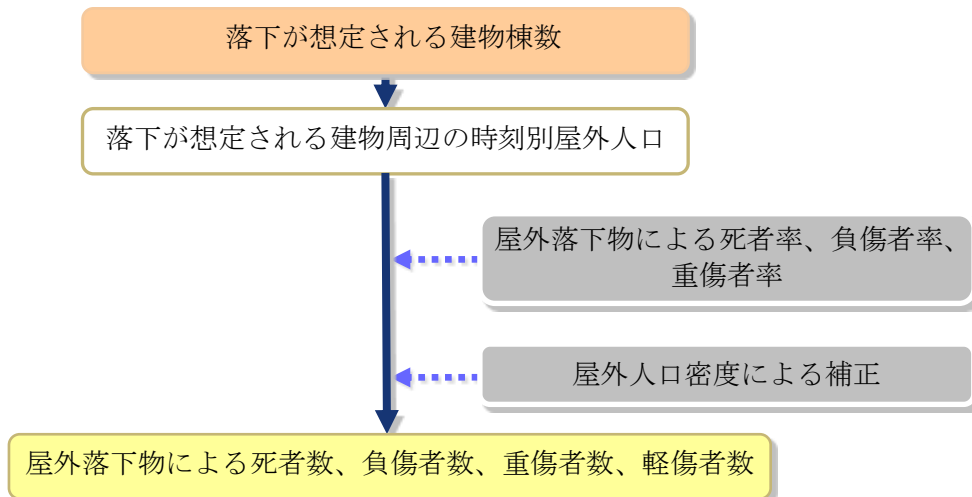 落下が想定される建物棟数
落下が想定される建物周辺の時刻別屋外人口
屋外落下物による死者率、負傷者率、
重傷者率
屋外人口密度による補正
屋外落下物による死者数、負傷者数、重傷者数、軽傷者数